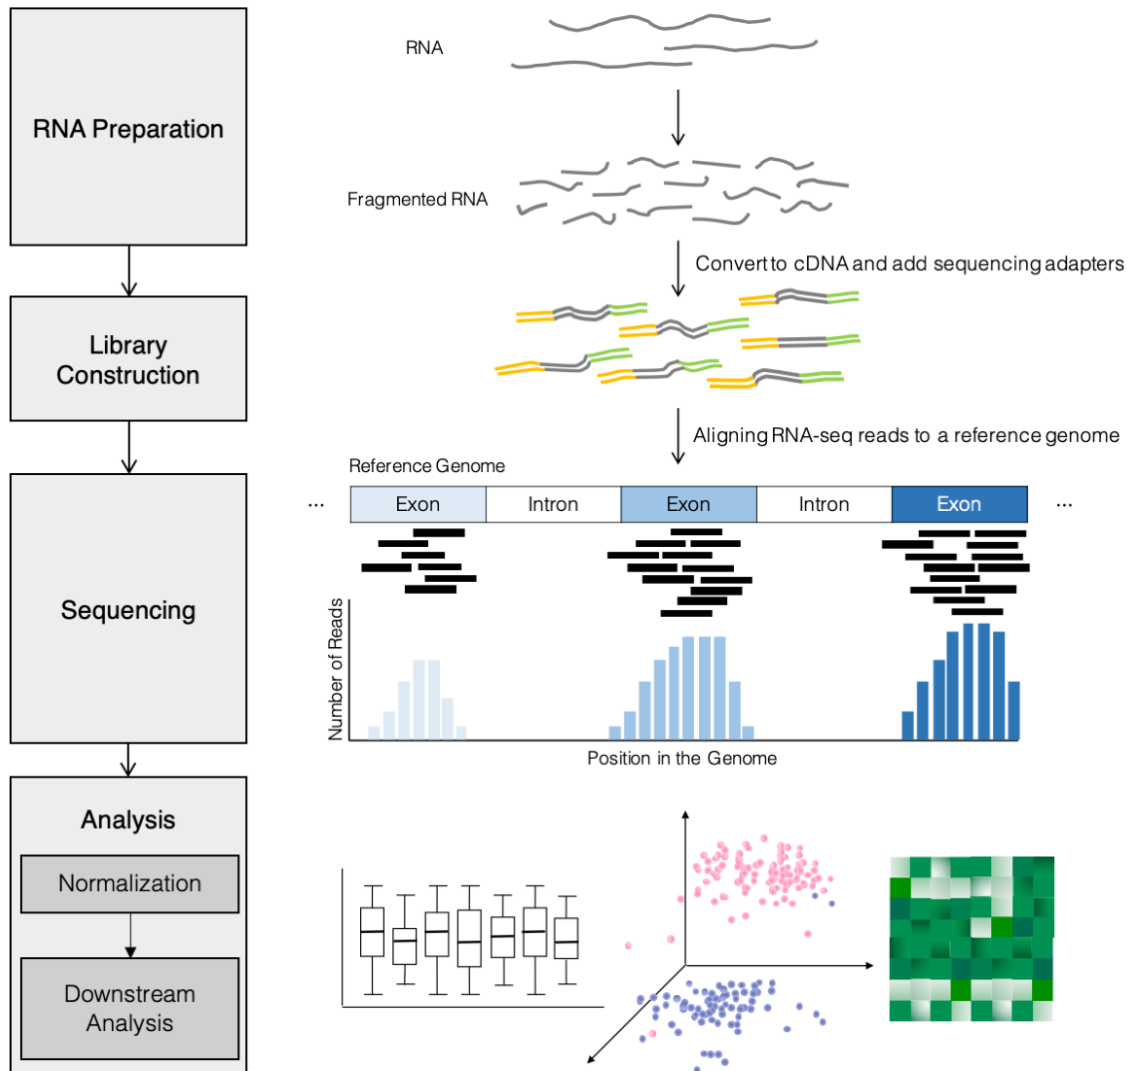 RNA Preparation
RNA
Fragmented RNA
Convert to cDNA and add sequencing adapters
Library
Construction
Aligning RNA-seq reads to a reference genome
Sequencing
Reference Genome
... Exon Intron Exon Intron Exon ...
Number of Reads
Position in the Genome
Analysis
Normalization
Downstream
Analysis